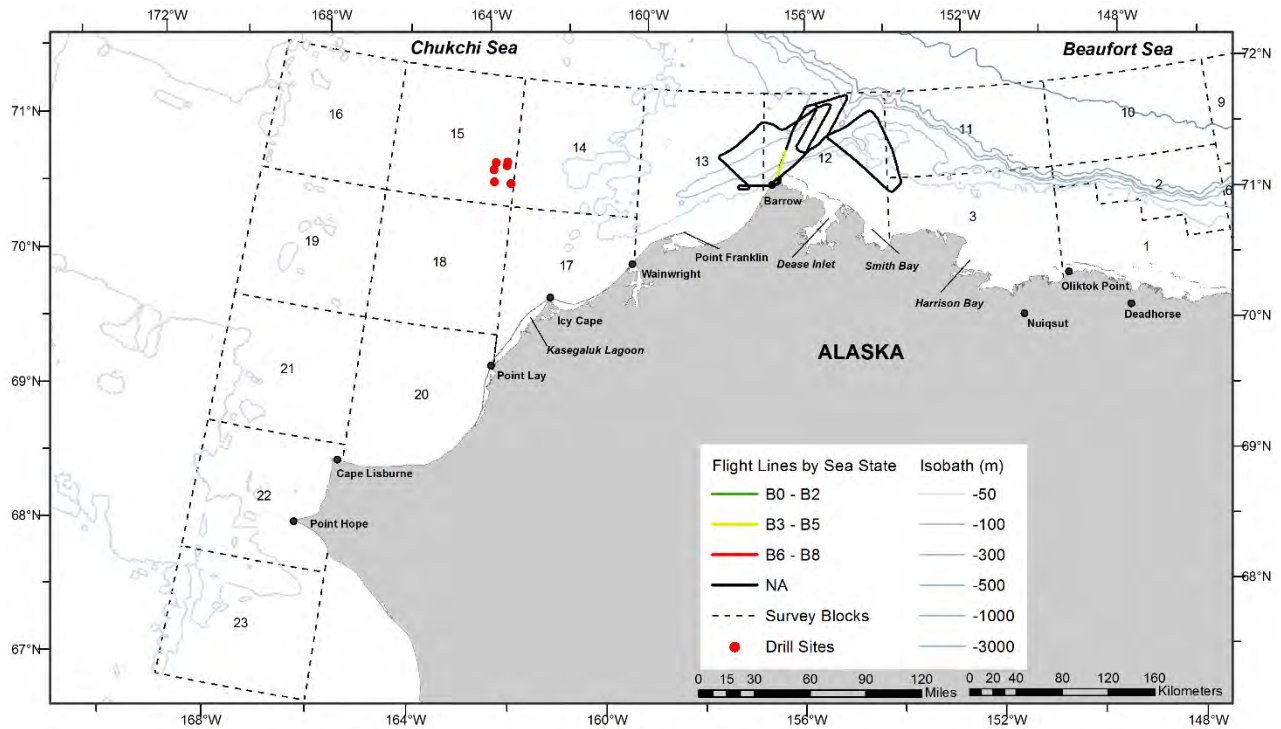 172°W 168°W 164°W 160°W 156°W 152°W 148°W
Chukchi Sea Beaufort Sea
72°N
71°N
16 15 14 13 12 11 10 9
71°N
2 6
Barrow
3
70°N
19 18 17
Point Franklin
Dease Inlet
Smith Bay
1
Wainwright
Oliktok Point
Harrison Bay
Icy Cape
Nuiqsut
Deadhorse
70°N
Kasegaluk Lagoon
ALASKA
69°N
21 20
Point Lay
69°N
Cape Lisburne
22
Point Hope
68°N
68°N
23
67°N
Flight Lines by Sea State
B0 - B2
B3 - B5
B6 - B8
NA
Survey Blocks
Drill Sites
Isobath (m)
-50
-100
-300
-500
-1000
-3000
0 15 30 60 90 120
Miles
0 20 40 80 120 160
Kilometers
168°W 164°W 160°W 156°W 152°W 148°W